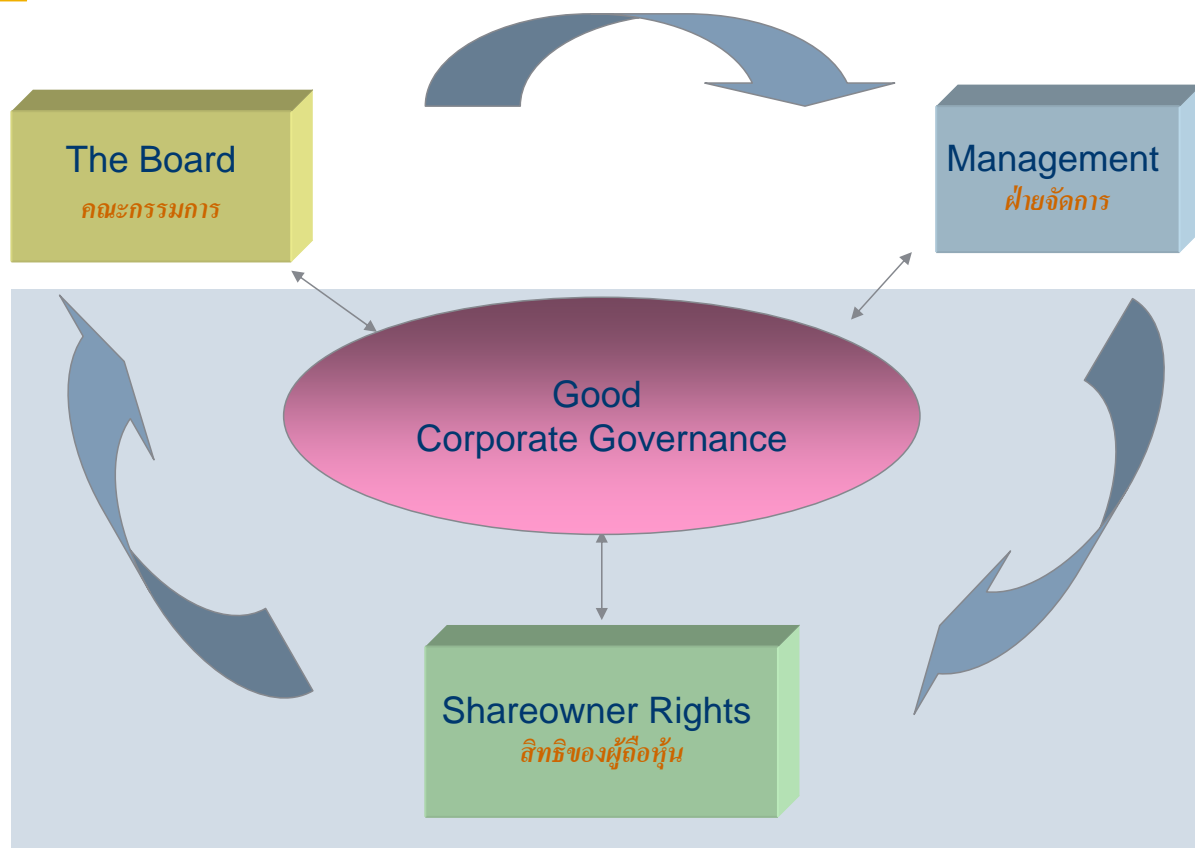 The Board
คณะกรรมการ
Management
ฝ่ายจัดการ
Good
Corporate Governance
Shareowner Rights
สิทธิของผู้ถือหุ้น